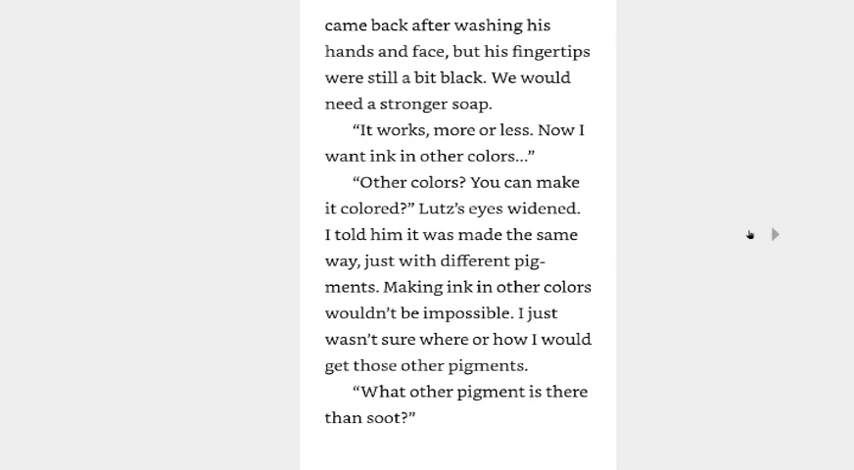 came back after washing his
hands and face, but his fingertips
were still a bit black. We would
need a stronger soap.
“It works, more or less. Now I
want ink in other colors...”
“Other colors? You can make
it colored?” Lutz’s eyes widened.
I told him it was made the same
way, just with different pig-
ments. Making ink in other colors
wouldn’t be impossible. I just
wasn’t sure where or how I would
get those other pigments.
“What other pigment is there
than soot?”